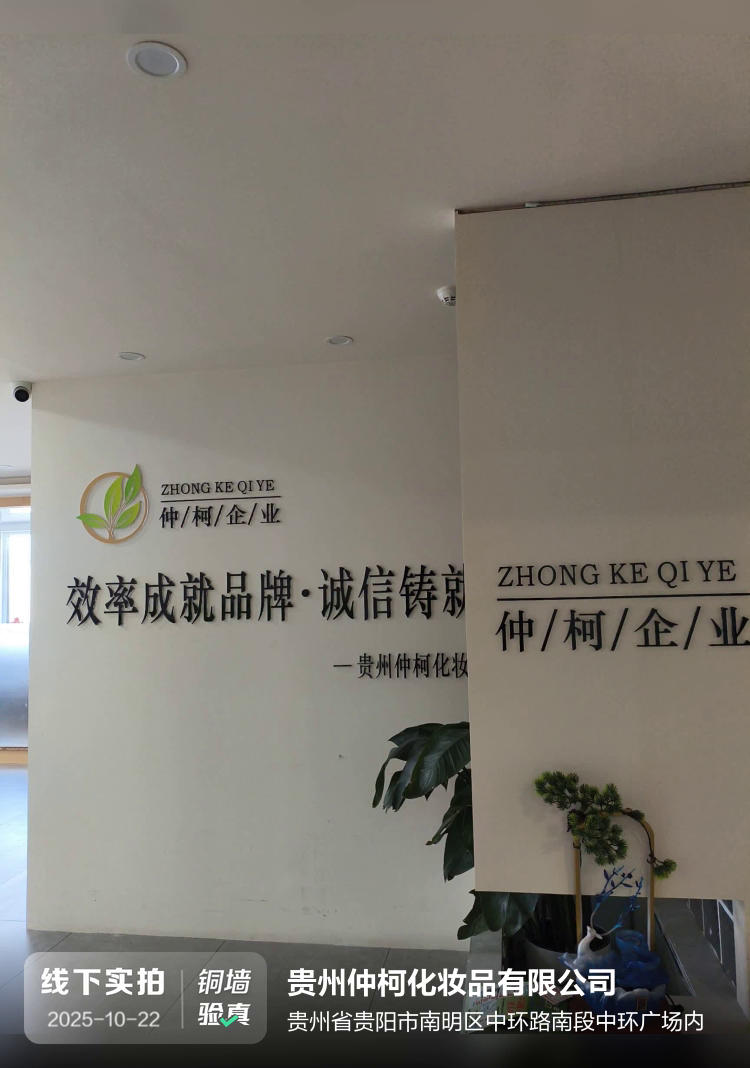 ZHONG KE QI YE
仲/柯/企/业
效率成就品牌·诚信铸就
—贵州仲柯化妆
ZHONG KE QI YE
仲/柯/企/业
线下实拍
2025-10-22
铜墙
验真
贵州仲柯化妆品有限公司
贵州省贵阳市南明区中环路南段中环广场内